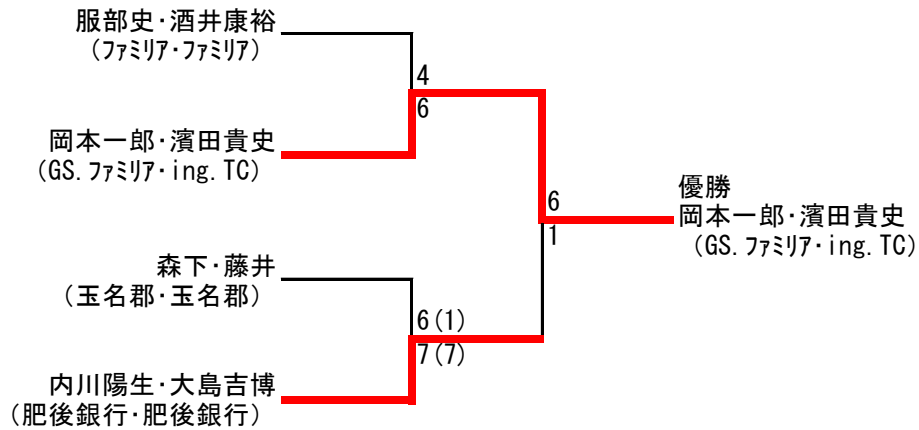 服部史･酒井康裕
(ﾌｧﾐﾘｱ･ﾌｧﾐﾘｱ)
4
6
岡本一郎･濱田貴史
(GS.ﾌｧﾐﾘｱ･ing.TC)
6
1
優勝
岡本一郎･濱田貴史
(GS.ﾌｧﾐﾘｱ･ing.TC)
森下･藤井
(玉名郡･玉名郡)
6(1)
7(7)
内川陽生･大島吉博
(肥後銀行･肥後銀行)